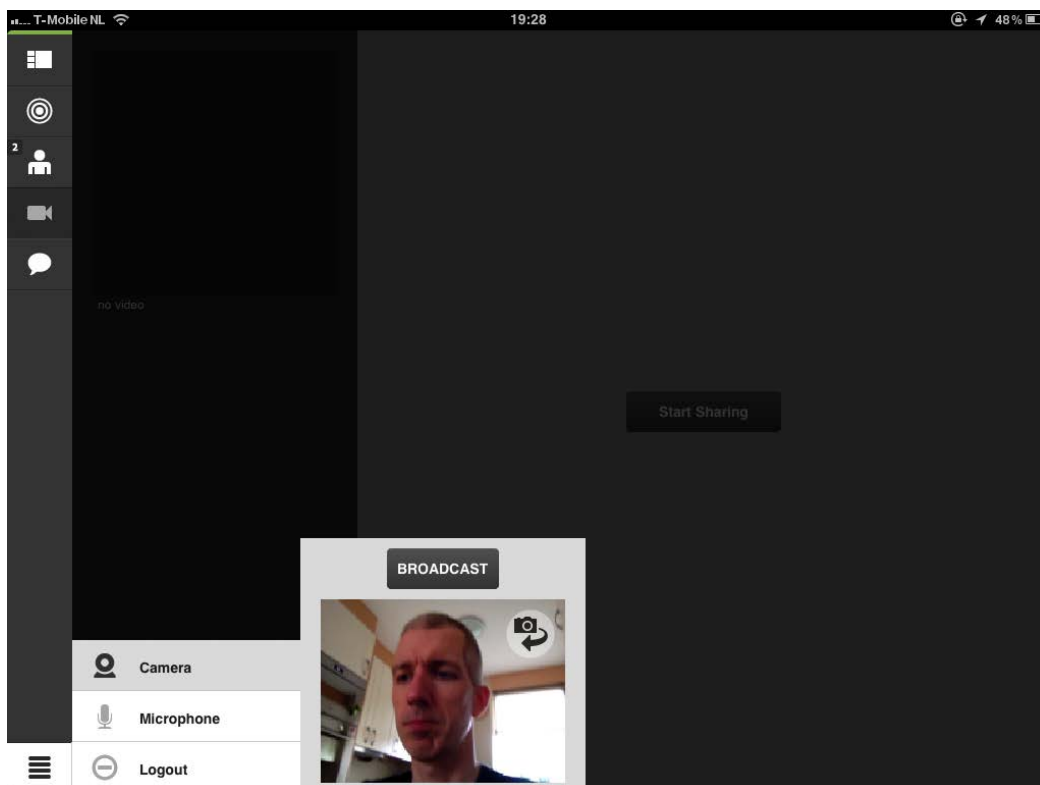 T-Mobile NL
19:28
48%
2
no video
Start Sharing
BROADCAST
Camera
Microphone
Logout